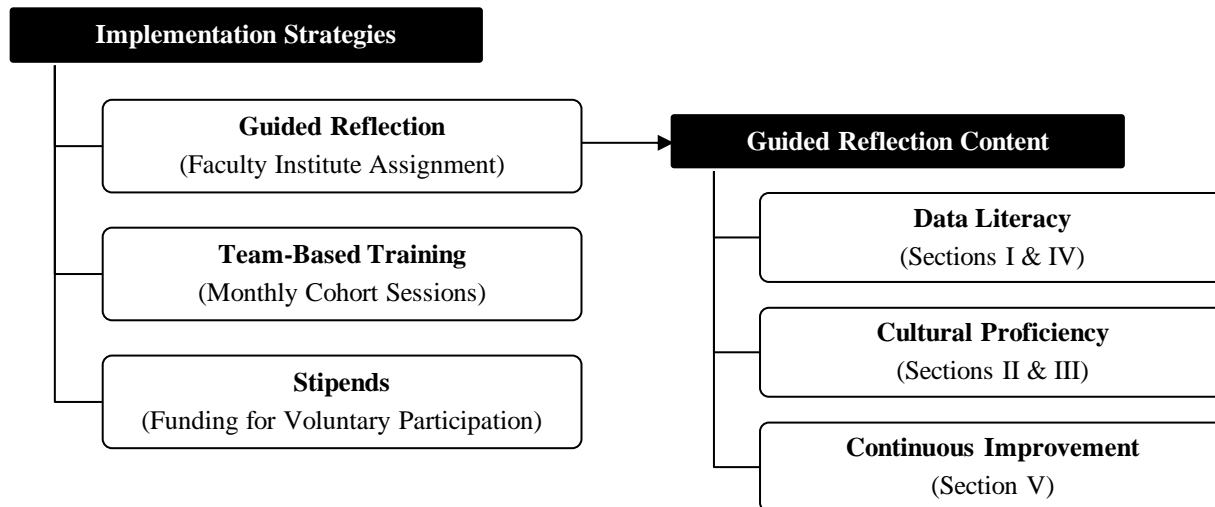 Implementation Strategies
Guided Reflection
(Faculty Institute Assignment)
Team-Based Training
(Monthly Cohort Sessions)
Stipends
(Funding for Voluntary Participation)
Guided Reflection Content
Data Literacy
(Sections I & IV)
Cultural Proficiency
(Sections II & III)
Continuous Improvement
(Section V)